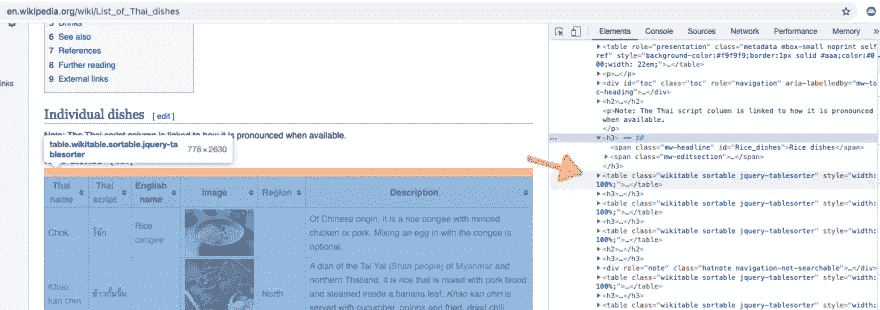 en.wikipedia.org/wiki/List_of_Thai_dishes
5 Drinks
6 See also
7 References
8 Further reading
9 External links
Individual dishes [ edit ]
Note: The Thai script column is linked to how it is pronounced when available.
table.wikitable.sortable.jquery-ta
blesorter
778 × 2630
Thai name
Thai script
English name
Image
Region
Description
Chok
โจ๊ก
Rice congee
Of Chinese origin, it is a rice congee with minced
chicken or pork. Mixing an egg in with the congee is
optional.
Khao kan chin
ข้าวกั๊นจิ๊น
North
A dish of the Tai Yai (Shan people) of Myanmar and
northern Thailand, it is rice that is mixed with pork blood
and steamed inside a banana leaf. Khao kan chin is
served with cucumber, onions and fried, dried chili
Elements Console Sources Network Performance Memory »
▸<table role="presentation" class="metadata mbox-small noprint self
ref" style="background-color:#f9f9f9;border:1px solid #aaa;color:#0
00;width: 22em;">…</table>
▸<p>…</p>
▸<div id="toc" class="toc" role="navigation" aria-labelledby="mw-to
c-heading">…</div>
▸<h2>…</h2>
<p>Note: The Thai script column is linked to how it is pronounced
when available.
</p>
▾<h3> == $0
<span class="mw-headline" id="Rice_dishes">Rice dishes</span>
▸<span class="mw-editsection">…</span>
</h3>
▸<table class="wikitable sortable jquery-tablesorter" style="width:
100%;">…</table>
▸<h3>…</h3>
▸<table class="wikitable sortable jquery-tablesorter" style="width:
100%;">…</table>
▸<h3>…</h3>
▸<table class="wikitable sortable jquery-tablesorter" style="width:
100%;">…</table>
▸<h2>…</h2>
▸<h3>…</h3>
▸<div role="note" class="hatnote navigation-not-searchable">…</div>
▸<table class="wikitable sortable jquery-tablesorter" style="width:
100%;">…</table>
▸<h3>…</h3>
▸<table class="wikitable sortable jquery-tablesorter" style="width: